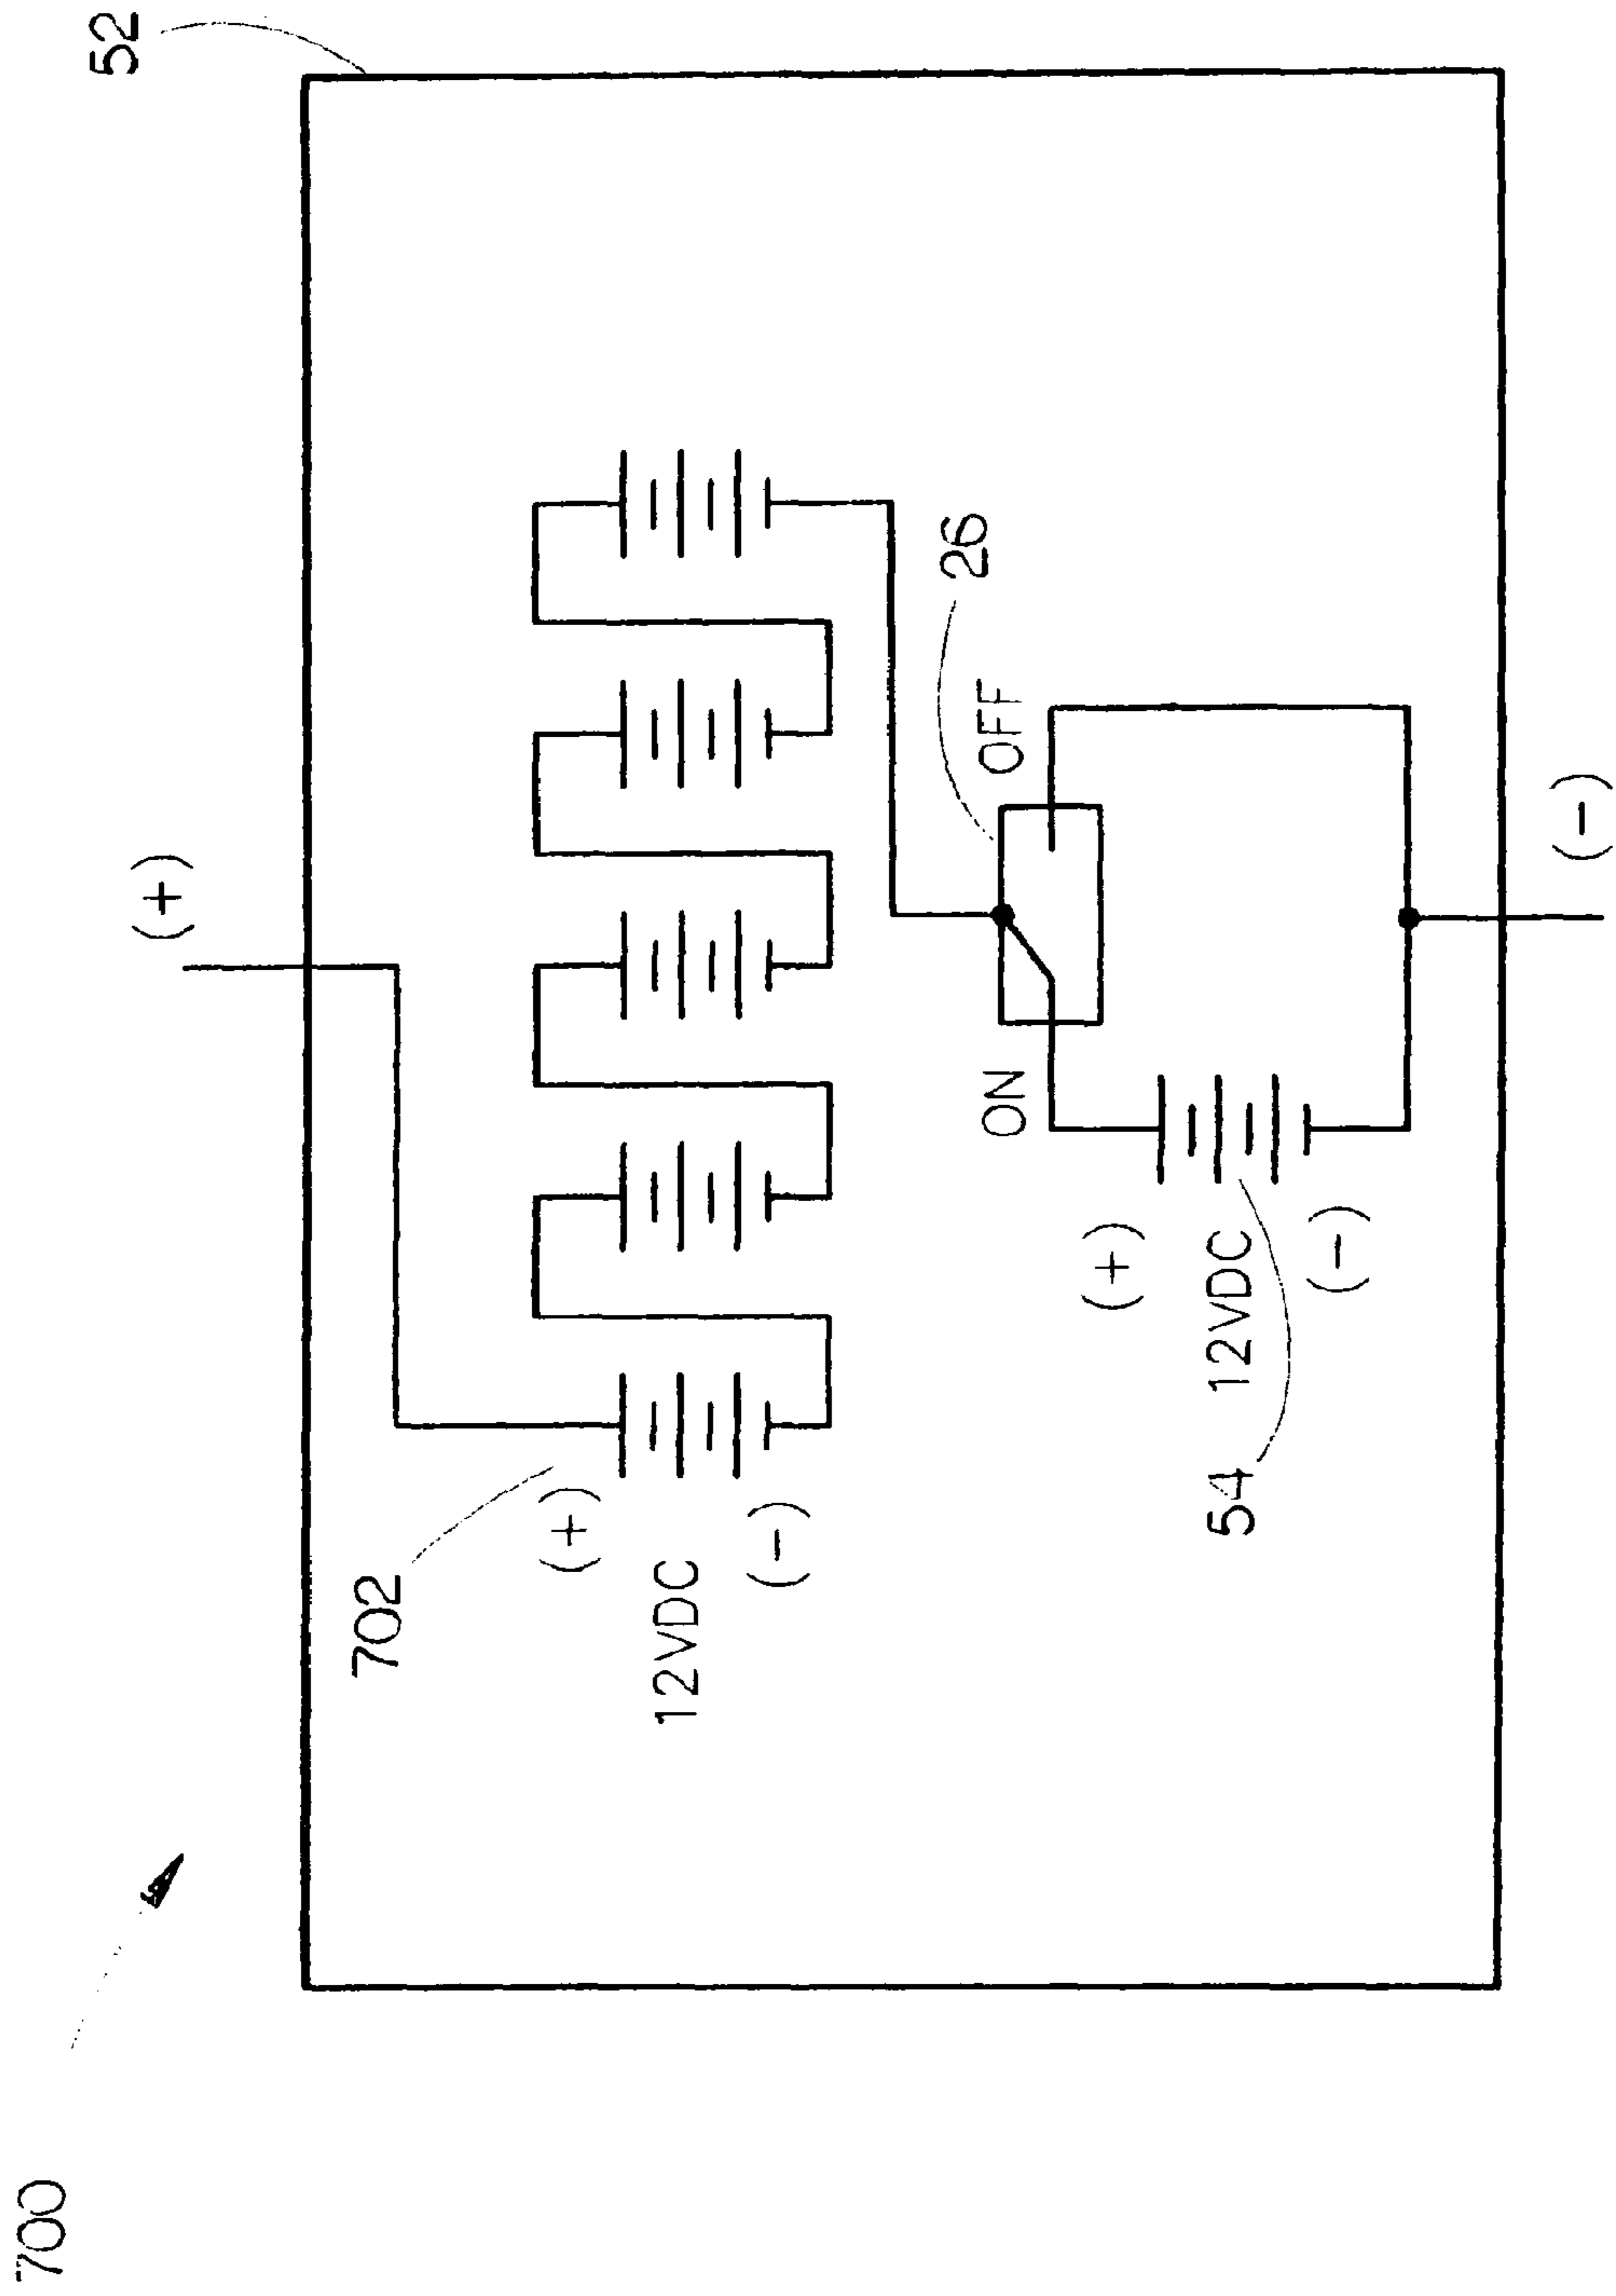 700
52
(+)
702
(+)
12VDC
(-)
26
ON
OFF
(+)
12VDC
(-)
54
(-)